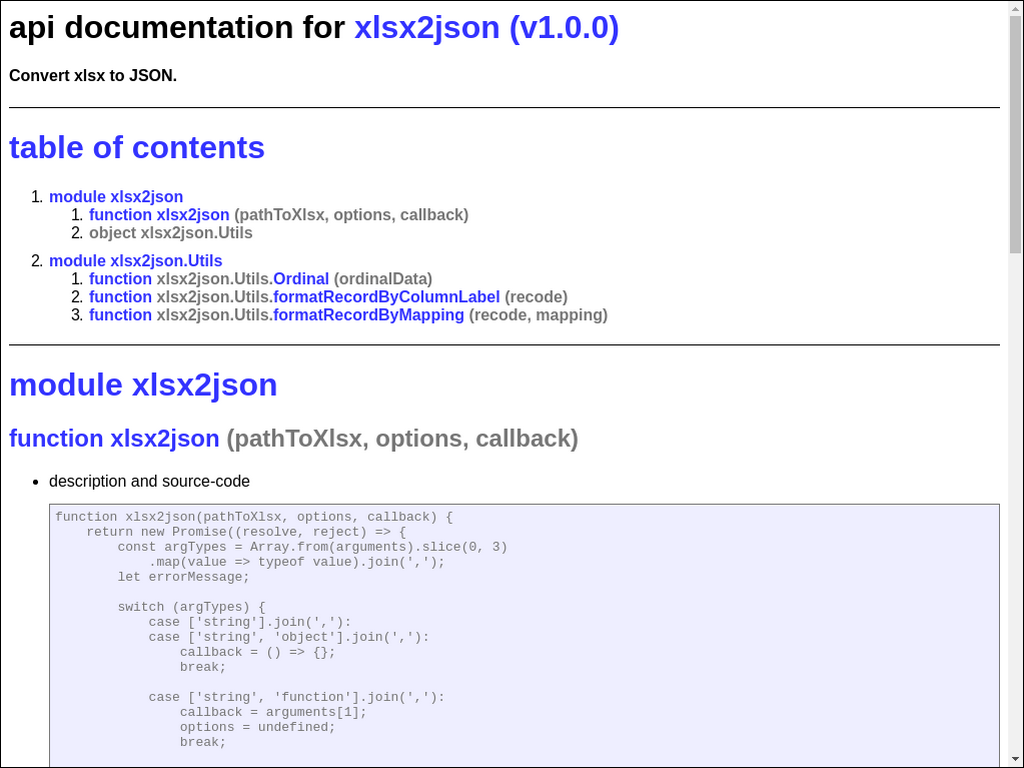 api documentation for xlsx2json (v1.0.0)
Convert xlsx to JSON.
table of contents
1. module xlsx2json
1. function xlsx2json (pathToXlsx, options, callback)
2. object xlsx2json.Utils
2. module xlsx2json.Utils
1. function xlsx2json.Utils.Ordinal (ordinalData)
2. function xlsx2json.Utils.formatRecordByColumnLabel (recode)
3. function xlsx2json.Utils.formatRecordByMapping (recode, mapping)
module xlsx2json
function xlsx2json (pathToXlsx, options, callback)
• description and source-code
function xlsx2json(pathToXlsx, options, callback) {
    return new Promise((resolve, reject) => {
        const argTypes = Array.from(arguments).slice(0, 3)
            .map(value => typeof value).join(',');
        let errorMessage;
        switch (argTypes) {
            case ['string'].join(','):
            case ['string', 'object'].join(','):
                callback = () => {};
                break;
            case ['string', 'function'].join(','):
                callback = arguments[1];
                options = undefined;
                break;